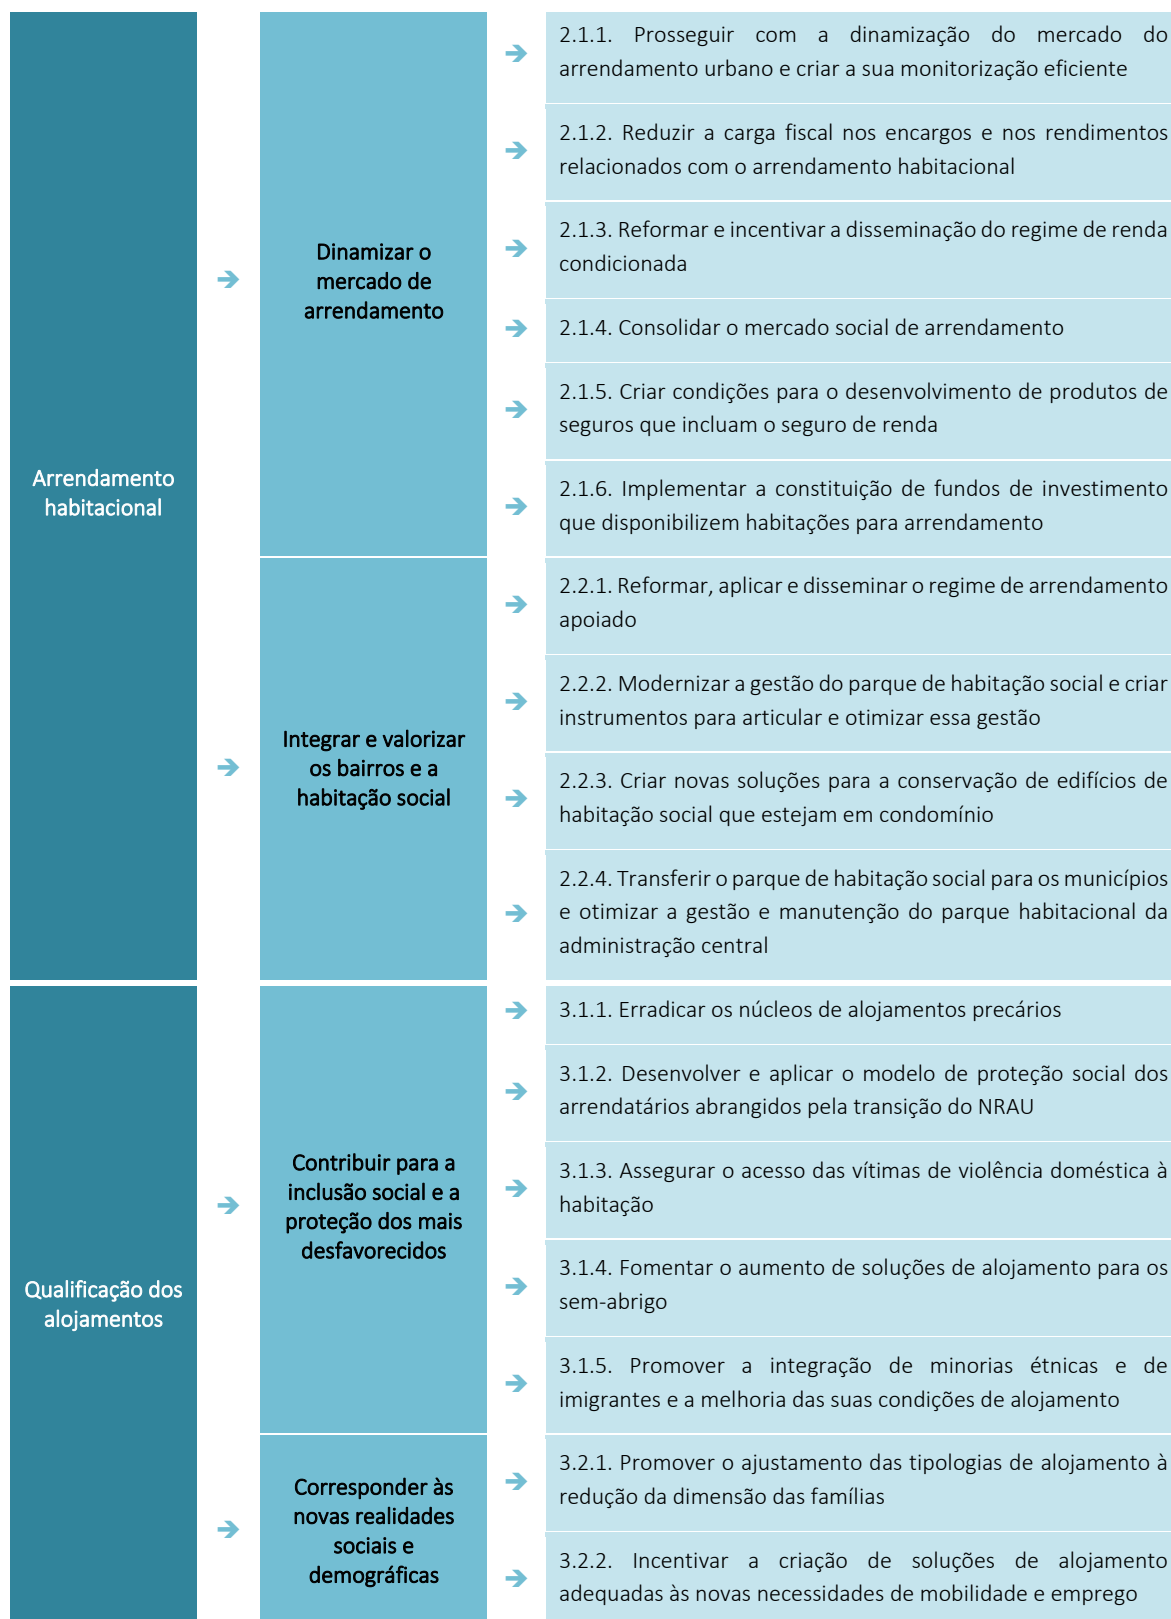 Arrendamento
habitacional
Dinamizar o
mercado de
arrendamento
2.1.1. Prosseguir com a dinamização do mercado do
arrendamento urbano e criar a sua monitorização eficiente
2.1.2. Reduzir a carga fiscal nos encargos e nos rendimentos
relacionados com o arrendamento habitacional
2.1.3. Reformar e incentivar a disseminação do regime de renda
condicionada
2.1.4. Consolidar o mercado social de arrendamento
2.1.5. Criar condições para o desenvolvimento de produtos de
seguros que incluam o seguro de renda
2.1.6. Implementar a constituição de fundos de investimento
que disponibilizem habitações para arrendamento
Integrar e valorizar
os bairros e a
habitação social
2.2.1. Reformar, aplicar e disseminar o regime de arrendamento
apoiado
2.2.2. Modernizar a gestão do parque de habitação social e criar
instrumentos para articular e otimizar essa gestão
2.2.3. Criar novas soluções para a conservação de edifícios de
habitação social que estejam em condomínio
2.2.4. Transferir o parque de habitação social para os municípios
e otimizar a gestão e manutenção do parque habitacional da
administração central
Qualificação dos
alojamentos
Contribuir para a
inclusão social e a
proteção dos mais
desfavorecidos
3.1.1. Erradicar os núcleos de alojamentos precários
3.1.2. Desenvolver e aplicar o modelo de proteção social dos
arrendatários abrangidos pela transição do NRAU
3.1.3. Assegurar o acesso das vítimas de violência doméstica à
habitação
3.1.4. Fomentar o aumento de soluções de alojamento para os
sem-abrigo
3.1.5. Promover a integração de minorias étnicas e de
imigrantes e a melhoria das suas condições de alojamento
Corresponder às
novas realidades
sociais e
demográficas
3.2.1. Promover o ajustamento das tipologias de alojamento à
redução da dimensão das famílias
3.2.2. Incentivar a criação de soluções de alojamento
adequadas às novas necessidades de mobilidade e emprego